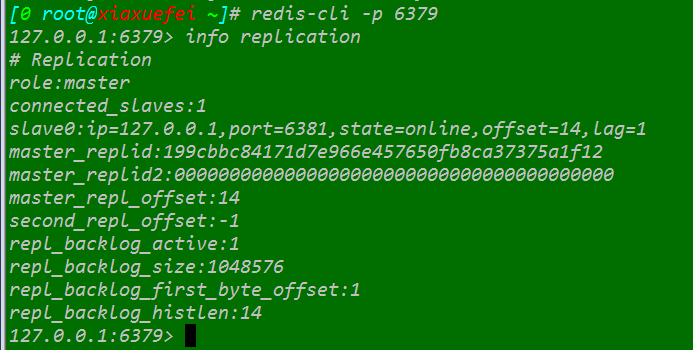 [0 root@xiaxuefei ~]# redis-cli -p 6379
127.0.0.1:6379> info replication
# Replication
role:master
connected_slaves:1
slave0:ip=127.0.0.1,port=6381,state=online,offset=14,lag=1
master_replid:199cbbc84171d7e966e457650fb8ca37375a1f12
master_replid2:0000000000000000000000000000000000000000
master_repl_offset:14
second_repl_offset:-1
repl_backlog_active:1
repl_backlog_size:1048576
repl_backlog_first_byte_offset:1
repl_backlog_histlen:14
127.0.0.1:6379>